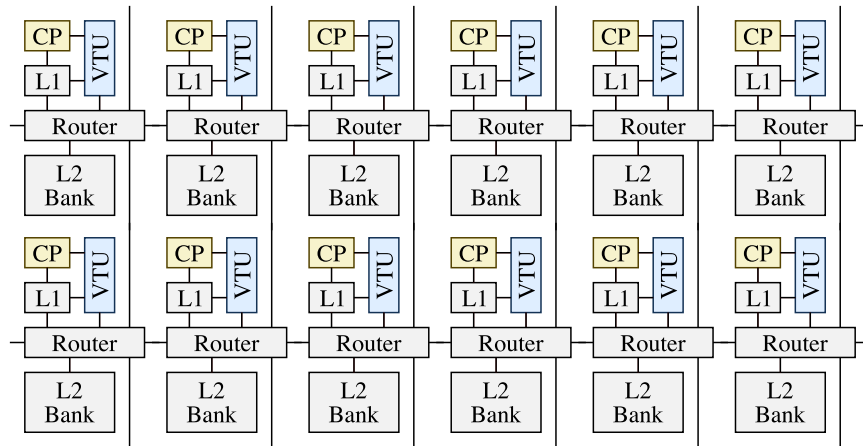 CP VTU CP VTU CP VTU CP VTU CP VTU CP VTU
L1 L1 L1 L1 L1 L1
Router Router Router Router Router Router
L2 L2 L2 L2 L2 L2
Bank Bank Bank Bank Bank Bank
CP VTU CP VTU CP VTU CP VTU CP VTU CP VTU
L1 L1 L1 L1 L1 L1
Router Router Router Router Router Router
L2 L2 L2 L2 L2 L2
Bank Bank Bank Bank Bank Bank